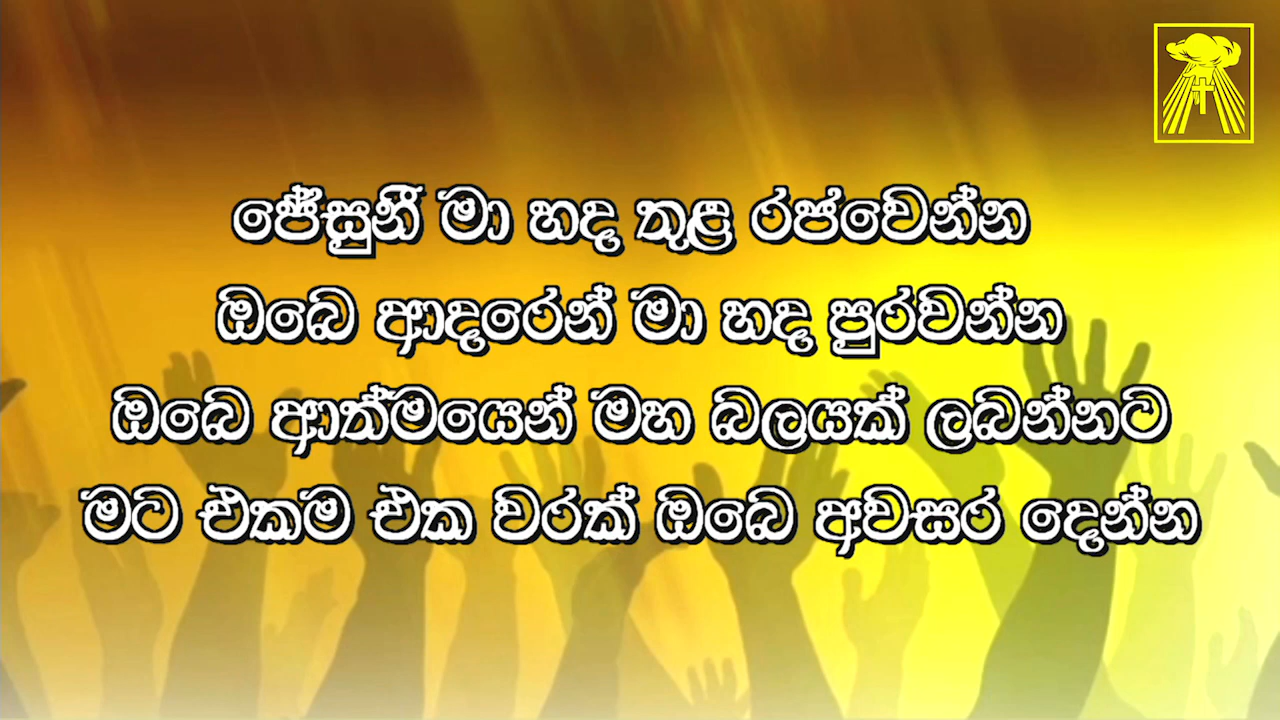 ජේසුනී මා හද තුළ රජවෙන්න
ඔබෙ ආදරෙන් මා හද පුරවන්න
ඔබෙ ආත්මයෙන් මහ බලයක් ලබන්නට
මට එකම එක වරක් ඔබෙ අවසර දෙන්න